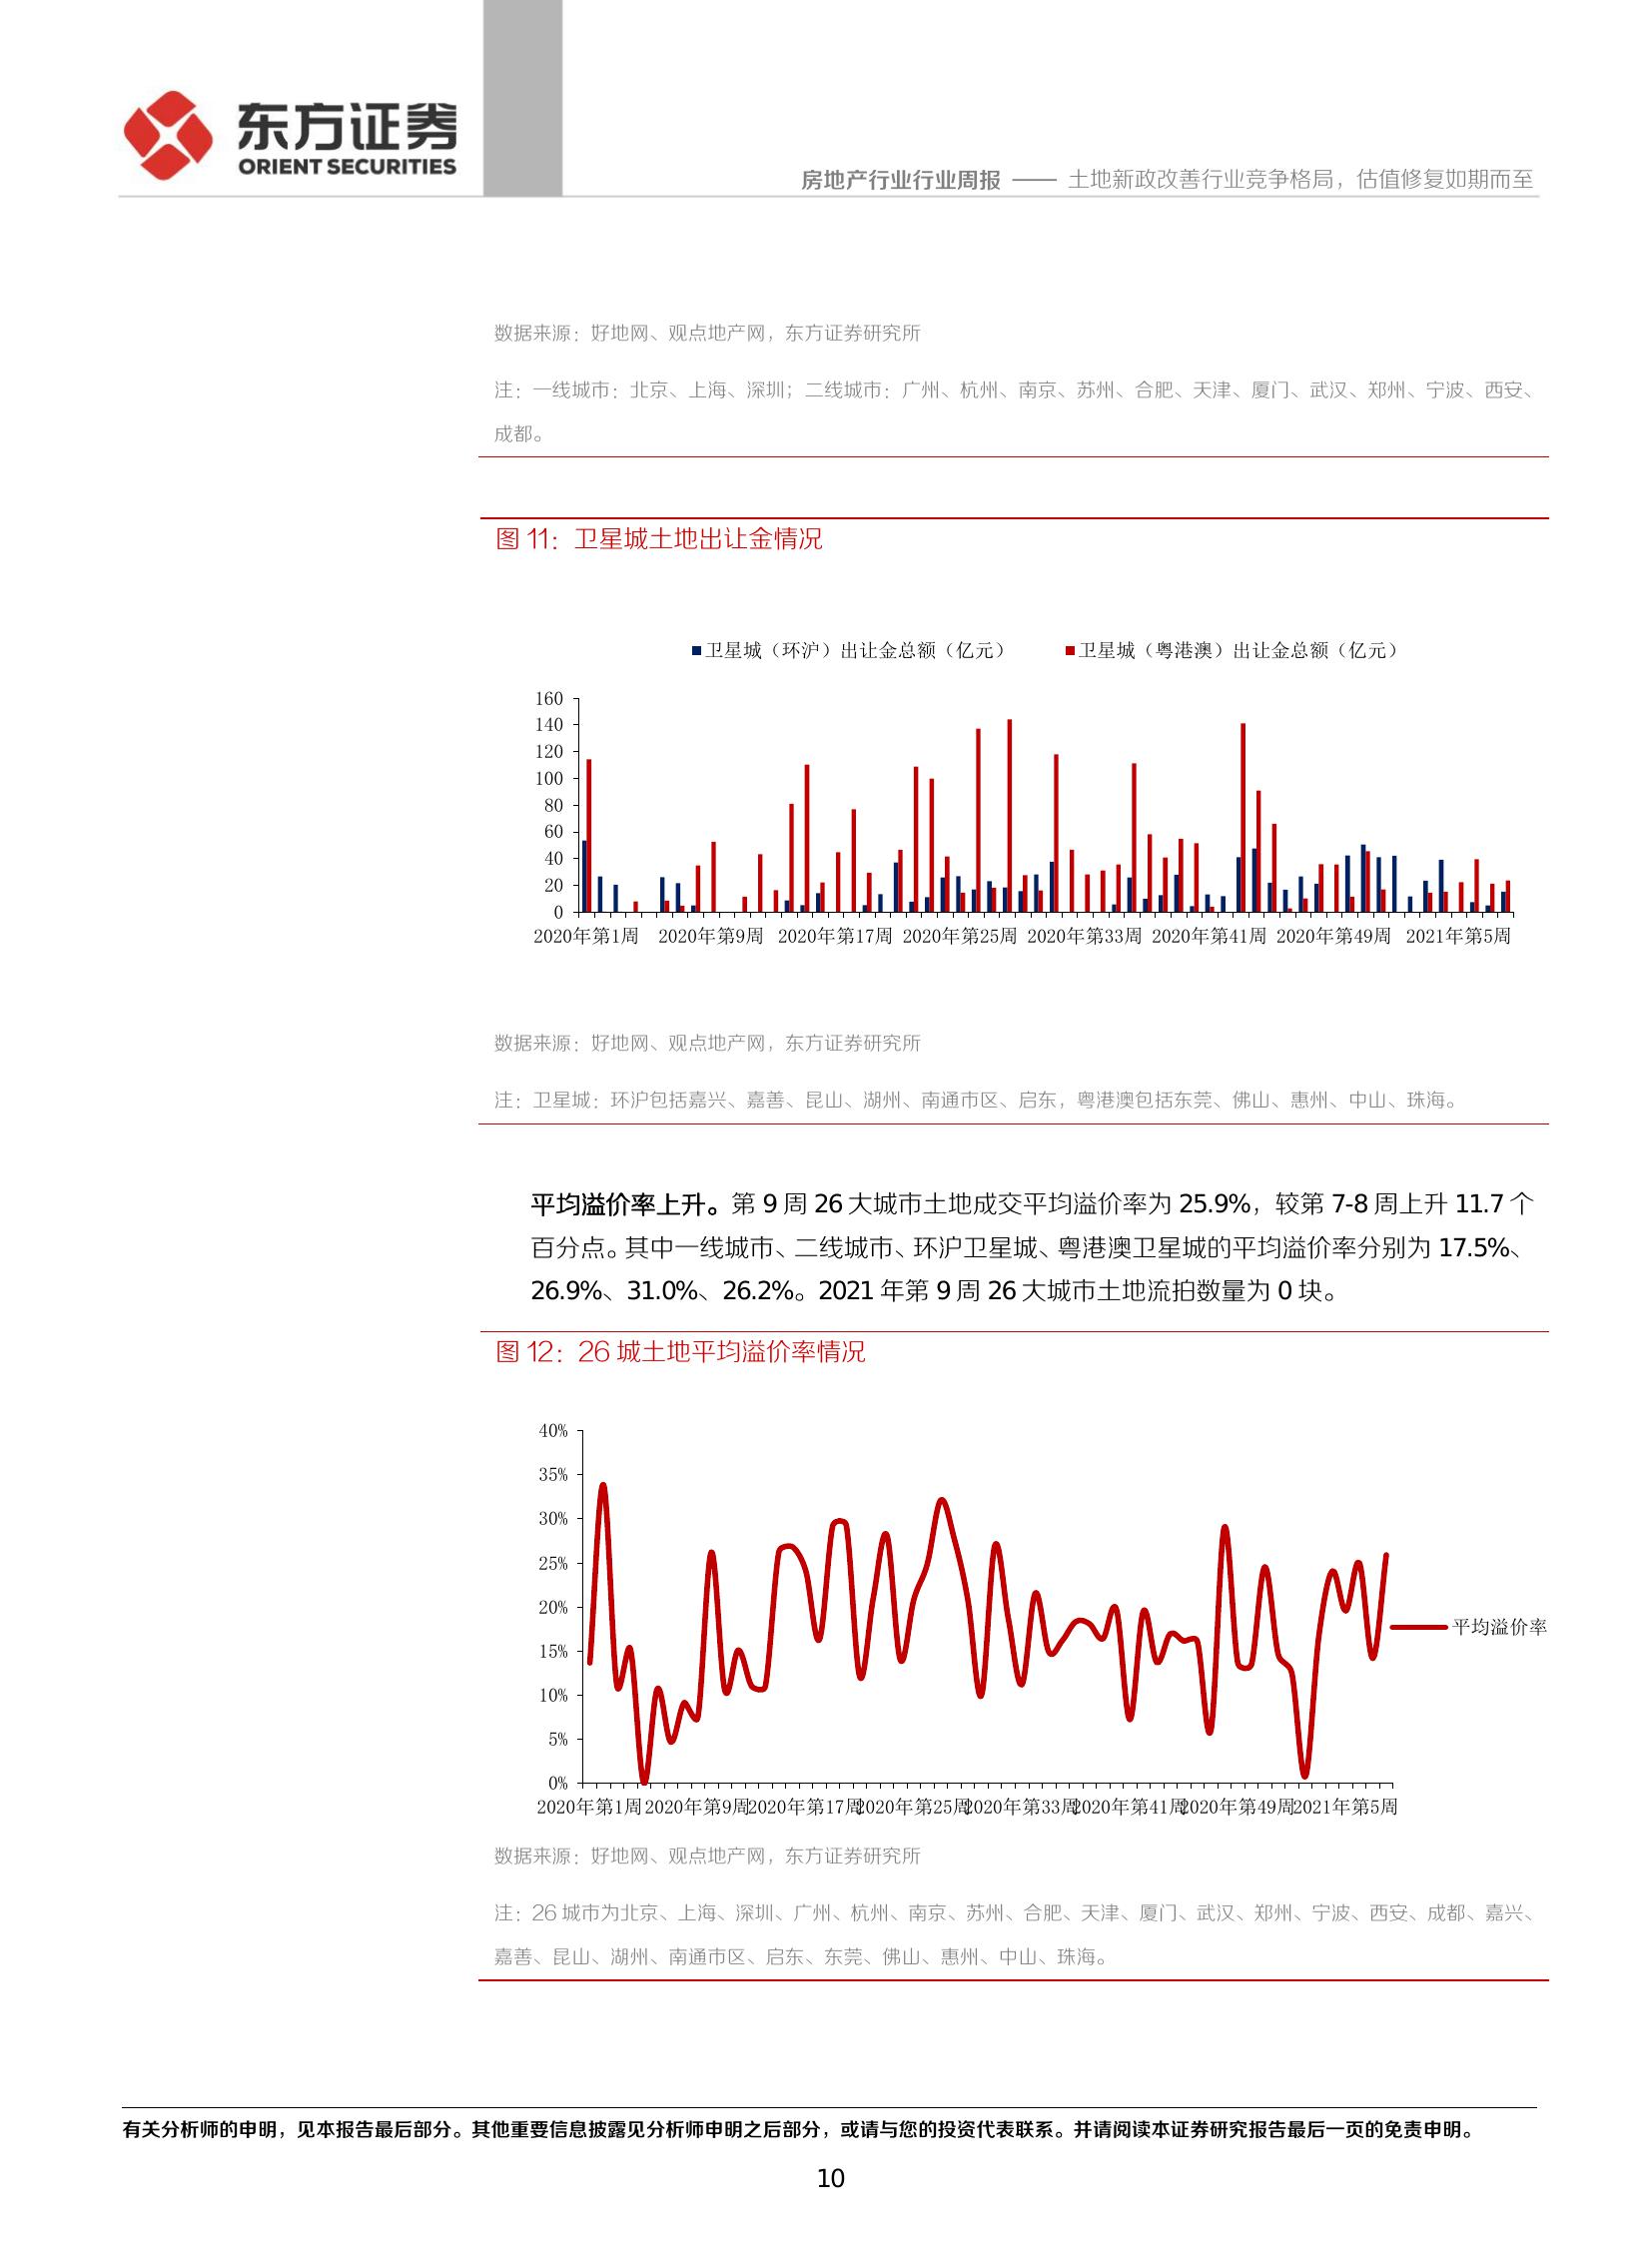 东方证券
ORIENT SECURITIES
房地产行业行业周报 —— 土地新政改善行业竞争格局，估值修复如期而至
数据来源：好地网、观点地产网，东方证券研究所
注：一线城市：北京、上海、深圳；二线城市：广州、杭州、南京、苏州、合肥、天津、厦门、武汉、郑州、宁波、西安、
成都。
图 11：卫星城土地出让金情况
卫星城（环沪）出让金总额（亿元） 卫星城（粤港澳）出让金总额（亿元）
160
140
120
100
80
60
40
20
0
2020年第1周 2020年第9周 2020年第17周 2020年第25周 2020年第33周 2020年第41周 2020年第49周 2021年第5周
数据来源：好地网、观点地产网，东方证券研究所
注：卫星城：环沪包括嘉兴、嘉善、昆山、湖州、南通市区、启东，粤港澳包括东莞、佛山、惠州、中山、珠海。
平均溢价率上升。第 9 周 26 大城市土地成交平均溢价率为 25.9%，较第 7-8 周上升 11.7 个
百分点。其中一线城市、二线城市、环沪卫星城、粤港澳卫星城的平均溢价率分别为 17.5%、
26.9%、31.0%、26.2%。2021 年第 9 周 26 大城市土地流拍数量为 0 块。
图 12：26 城土地平均溢价率情况
40%
35%
30%
25%
20%
15%
10%
5%
0%
平均溢价率
2020年第1周 2020年第9周 2020年第17周 2020年第25周 2020年第33周 2020年第41周 2020年第49周 2021年第5周
数据来源：好地网、观点地产网，东方证券研究所
注：26 城市为北京、上海、深圳、广州、杭州、南京、苏州、合肥、天津、厦门、武汉、郑州、宁波、西安、成都、嘉兴、
嘉善、昆山、湖州、南通市区、启东、东莞、佛山、惠州、中山、珠海。
有关分析师的申明，见本报告最后部分。其他重要信息披露见分析师申明之后部分，或请与您的投资代表联系。并请阅读本证券研究报告最后一页的免责申明。
10